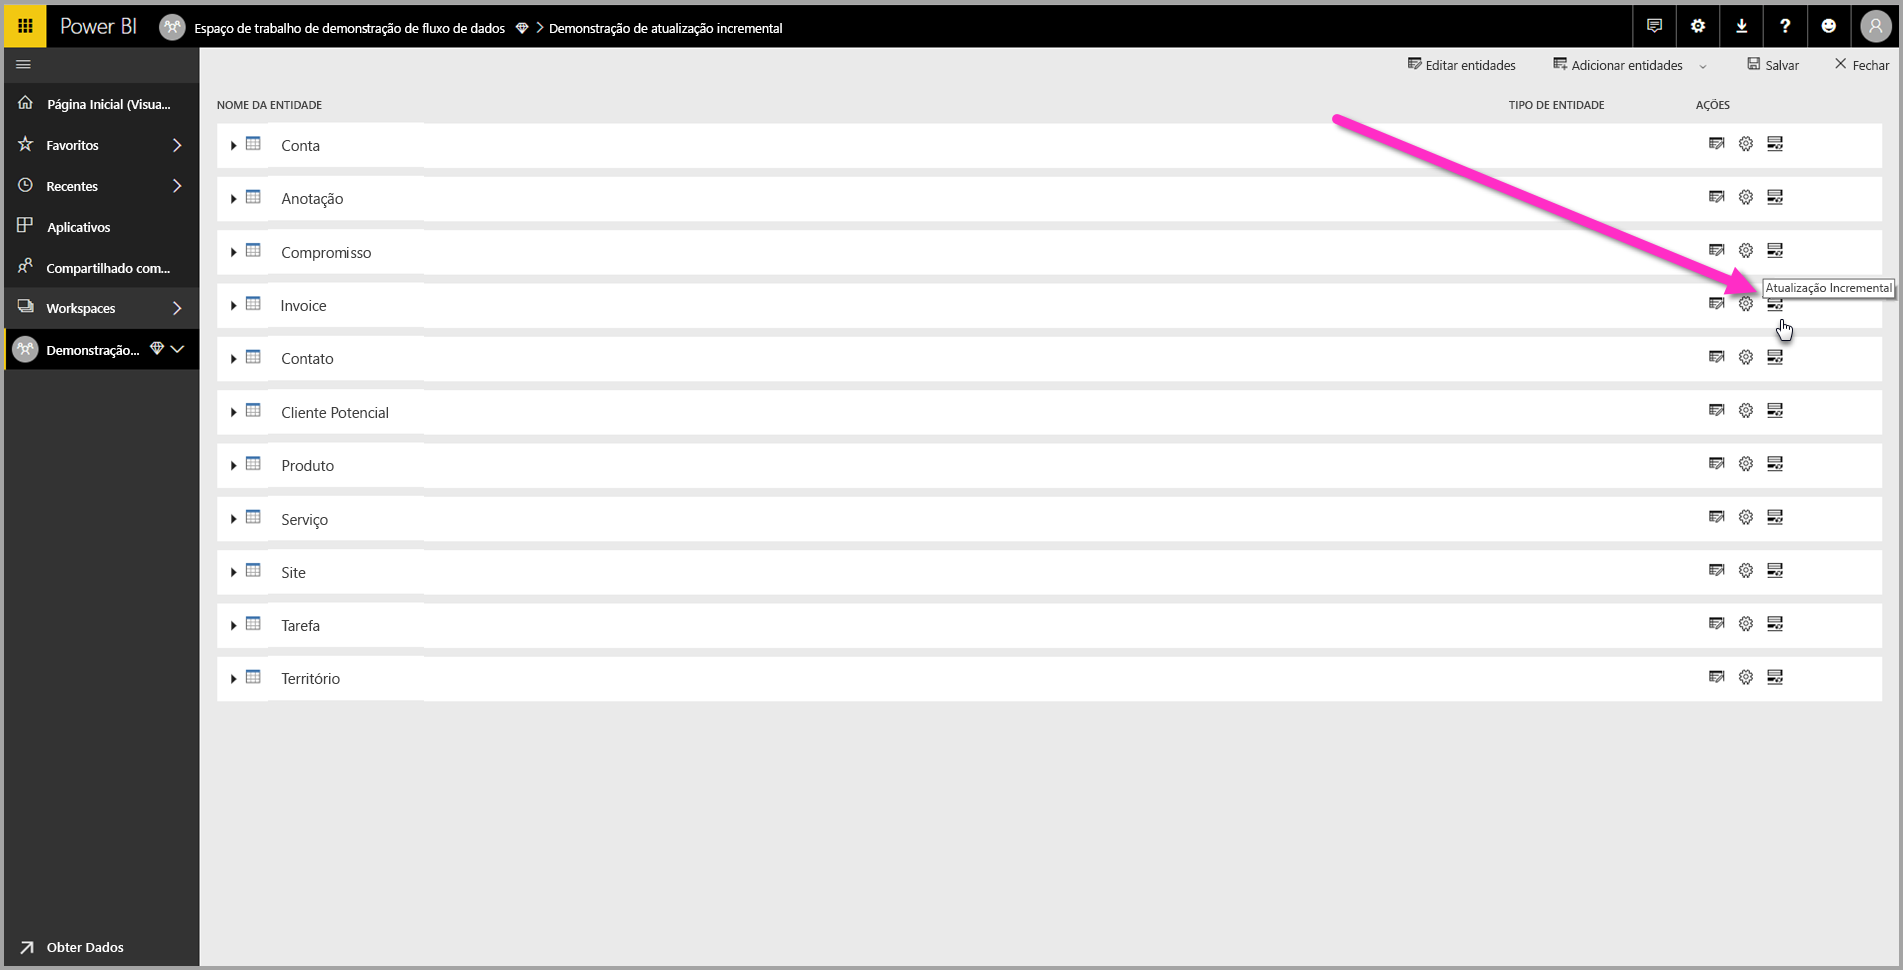 Power BI
Espaço de trabalho de demonstração de fluxo de dados
Demonstração de atualização incremental
Editar entidades
Adicionar entidades
Salvar
Fechar
Página Inicial (Visua...
Favoritos
Recentes
Aplicativos
Compartilhado com...
Workspaces
Demonstração...
Obter Dados
NOME DA ENTIDADE
TIPO DE ENTIDADE
AÇÕES
Conta
Anotação
Compromisso
Atualização Incremental
Invoice
Contato
Cliente Potencial
Produto
Serviço
Site
Tarefa
Território